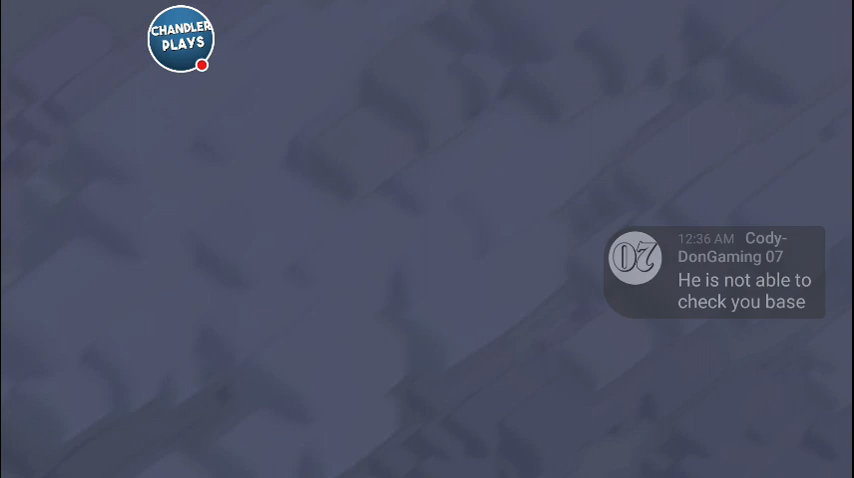 CHANDLER
PLAYS
07
12:36 AM Cody-
DonGaming 07
He is not able to
check you base